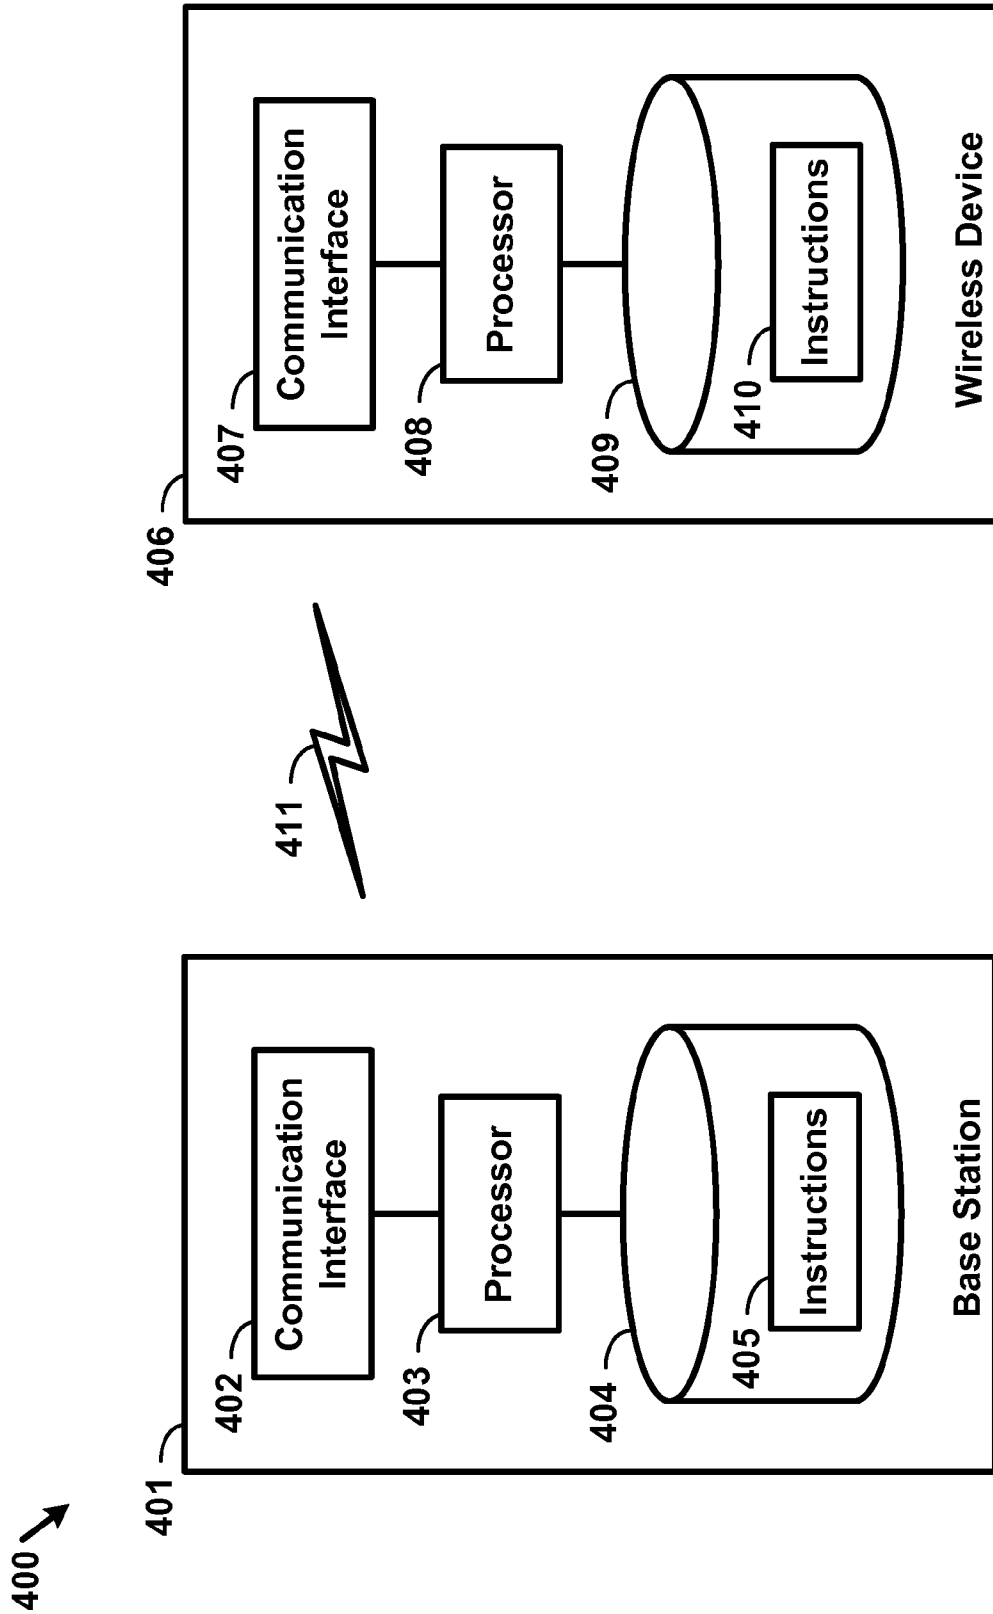 400
401
402
Communication
Interface
403
Processor
404
405
Instructions
Base Station
411
406
407
Communication
Interface
408
Processor
409
410
Instructions
Wireless Device